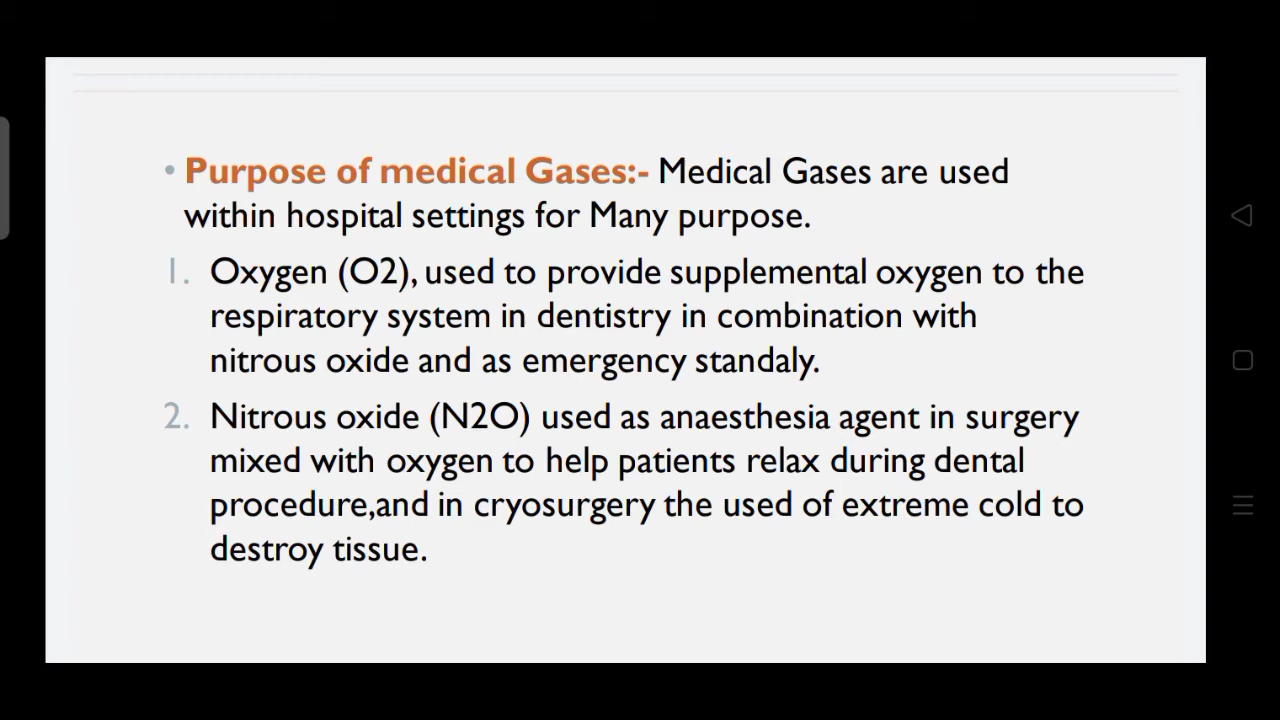 • Purpose of medical Gases:- Medical Gases are used
within hospital settings for Many purpose.
1. Oxygen (O2), used to provide supplemental oxygen to the
respiratory system in dentistry in combination with
nitrous oxide and as emergency standaly.
2. Nitrous oxide (N2O) used as anaesthesia agent in surgery
mixed with oxygen to help patients relax during dental
procedure,and in cryosurgery the used of extreme cold to
destroy tissue.